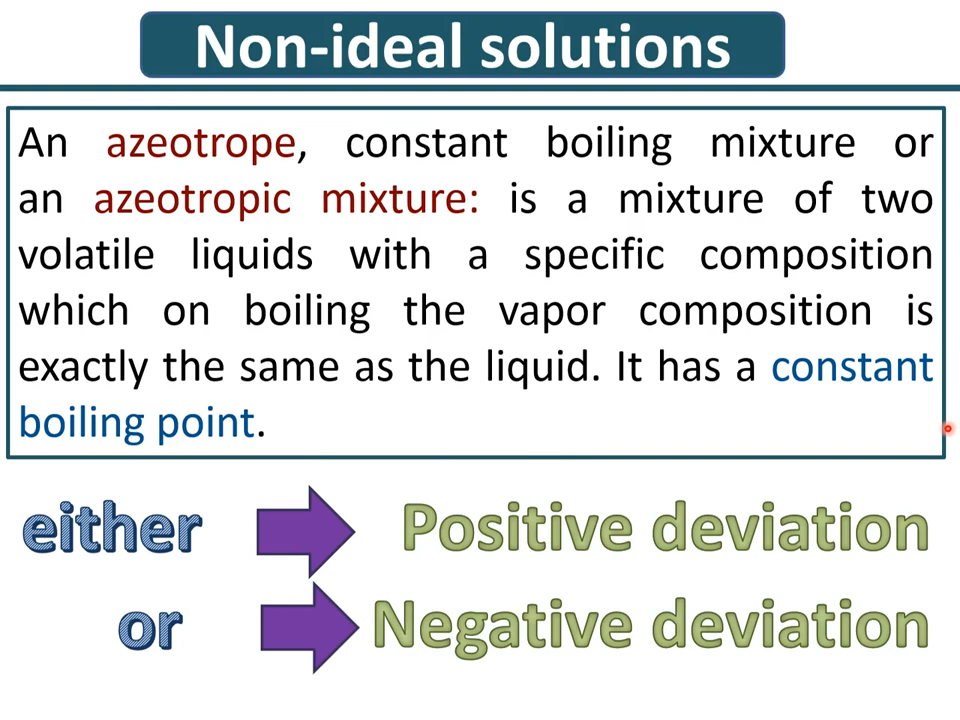 Non-ideal solutions
An azeotrope, constant boiling mixture or
an azeotropic mixture: is a mixture of two
volatile liquids with a specific composition
which on boiling the vapor composition is
exactly the same as the liquid. It has a constant
boiling point.
either Positive deviation
or Negative deviation